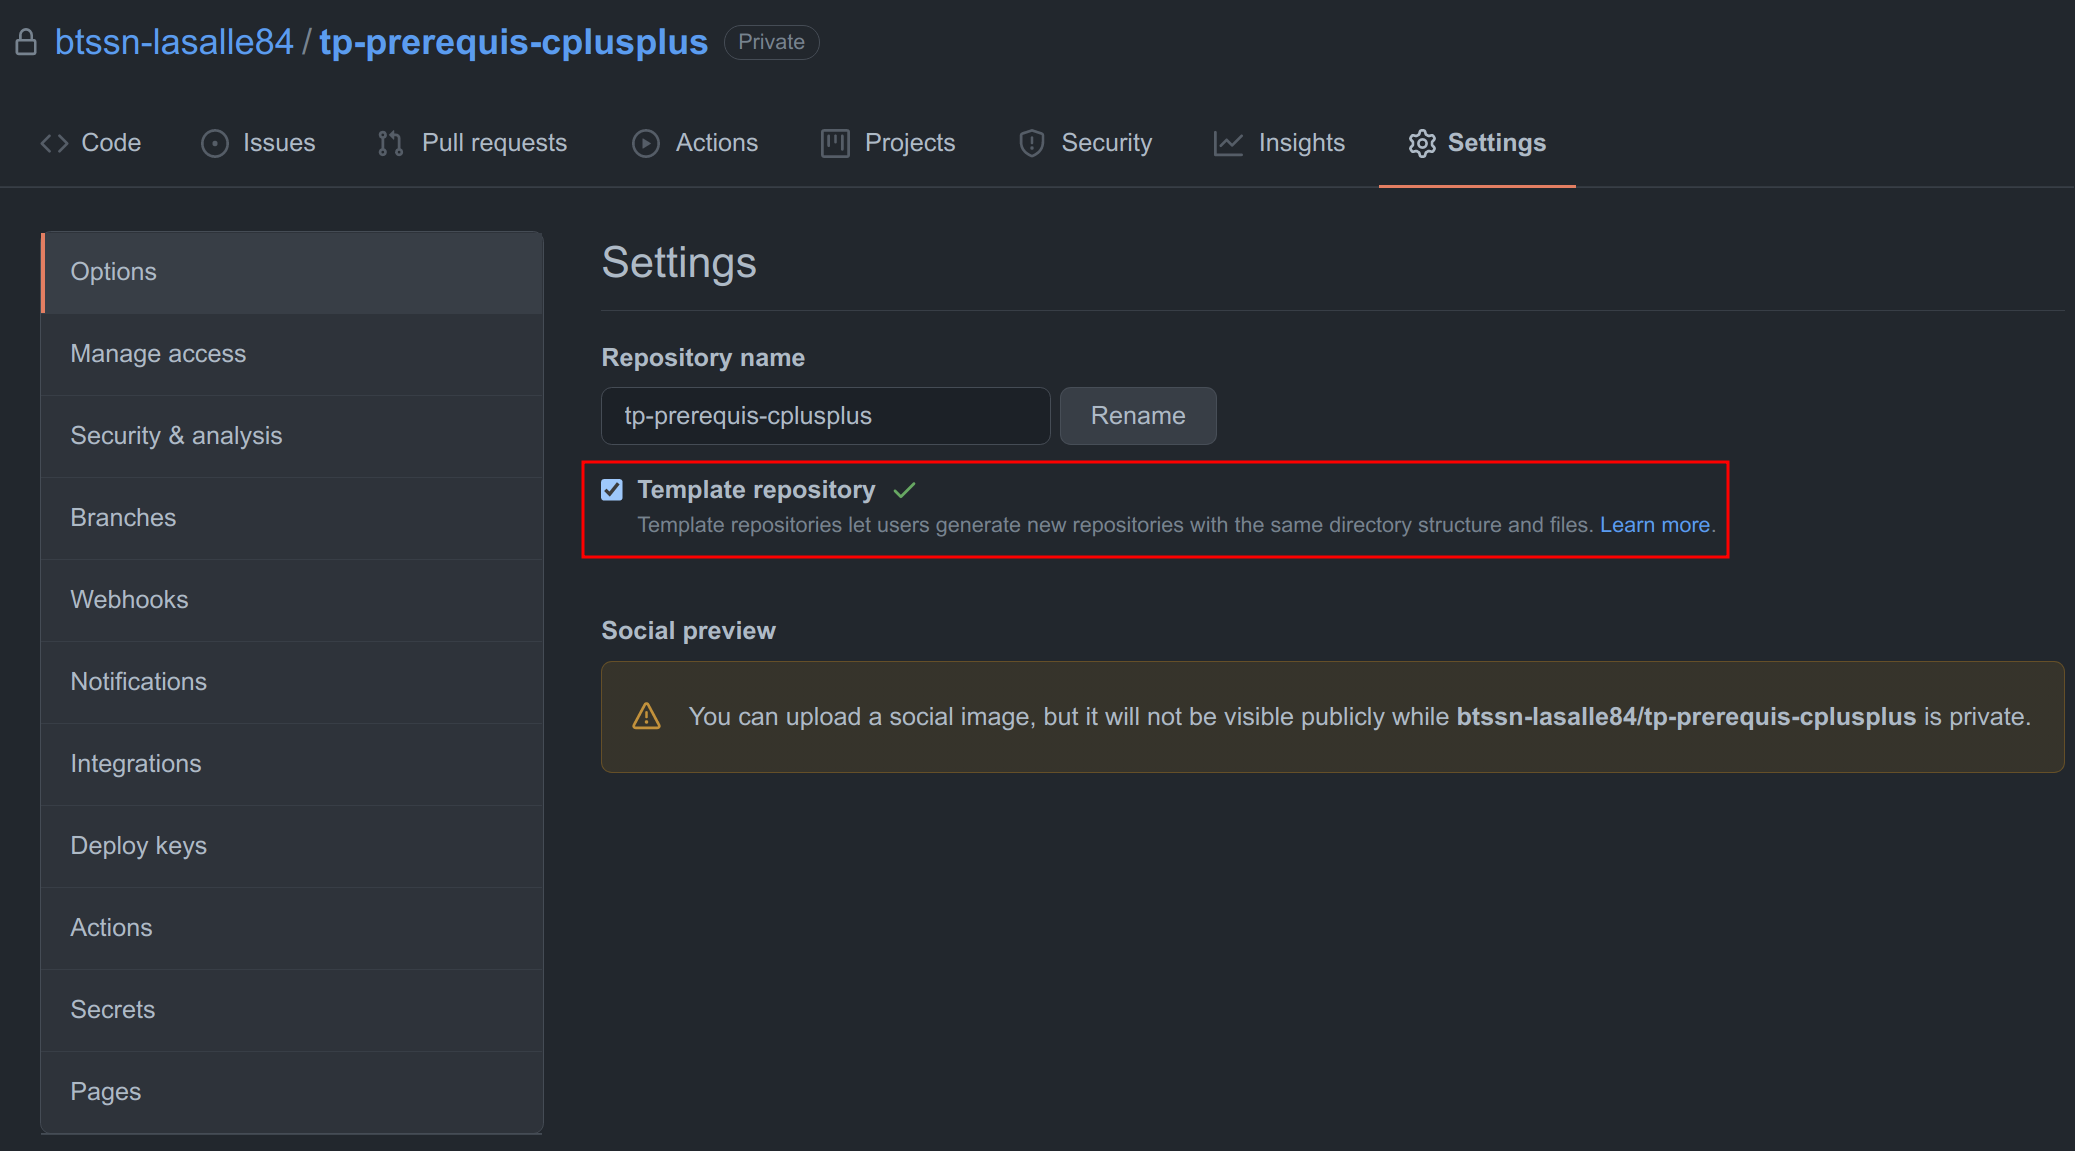 btssn-lasalle84 / tp-prerequis-cplusplus Private
Code Issues Pull requests Actions Projects Security Insights Settings
Options
Manage access
Security & analysis
Branches
Webhooks
Notifications
Integrations
Deploy keys
Actions
Secrets
Pages
Settings
Repository name
tp-prerequis-cplusplus Rename
Template repository
Template repositories let users generate new repositories with the same directory structure and files. Learn more.
Social preview
You can upload a social image, but it will not be visible publicly while btssn-lasalle84/tp-prerequis-cplusplus is private.